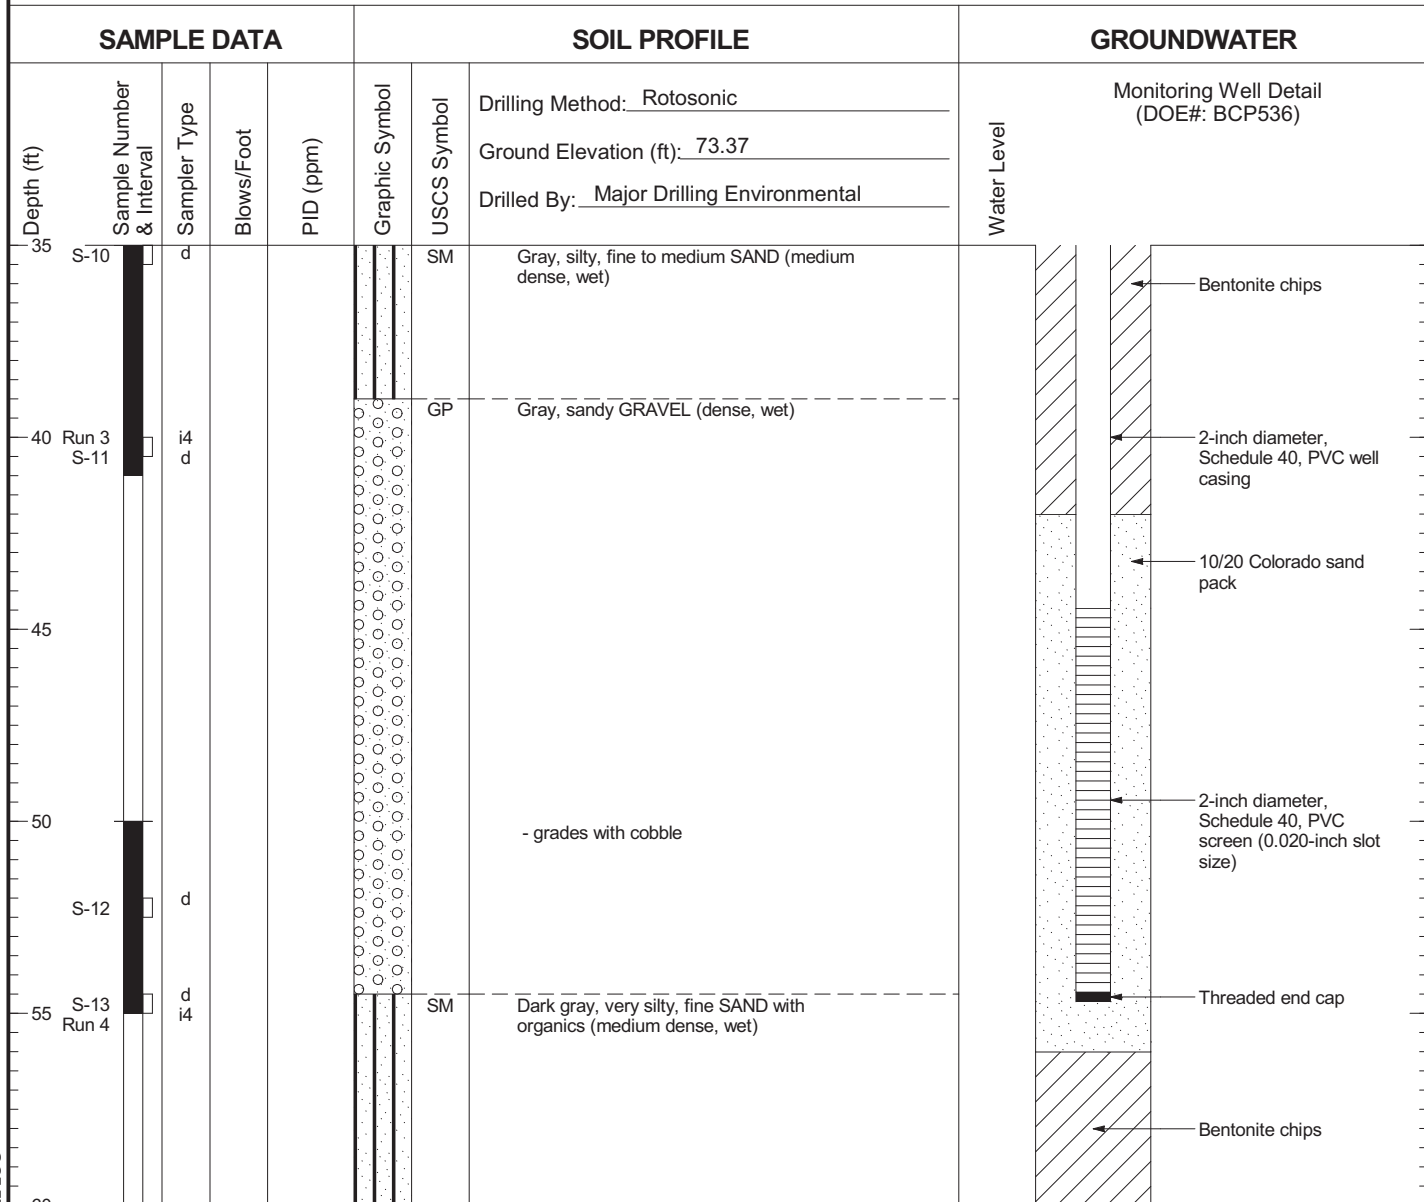 SAMPLE DATA
SOIL PROFILE
GROUNDWATER
Depth (ft)
Sample Number
& Interval
Sampler Type
Blows/Foot
PID (ppm)
Graphic Symbol
USCS Symbol
Drilling Method: Rotosonic
Ground Elevation (ft): 73.37
Drilled By: Major Drilling Environmental
Water Level
Monitoring Well Detail
(DOE#: BCP536)
35
S-10
d
SM
Gray, silty, fine to medium SAND (medium
dense, wet)
Bentonite chips
GP
Gray, sandy GRAVEL (dense, wet)
40
Run 3
i4
S-11
d
2-inch diameter,
Schedule 40, PVC well
casing
10/20 Colorado sand
pack
45
50
- grades with cobble
2-inch diameter,
Schedule 40, PVC
screen (0.020-inch slot
size)
S-12
d
S-13
d
55
Run 4
i4
SM
Dark gray, very silty, fine SAND with
organics (medium dense, wet)
Threaded end cap
Bentonite chips